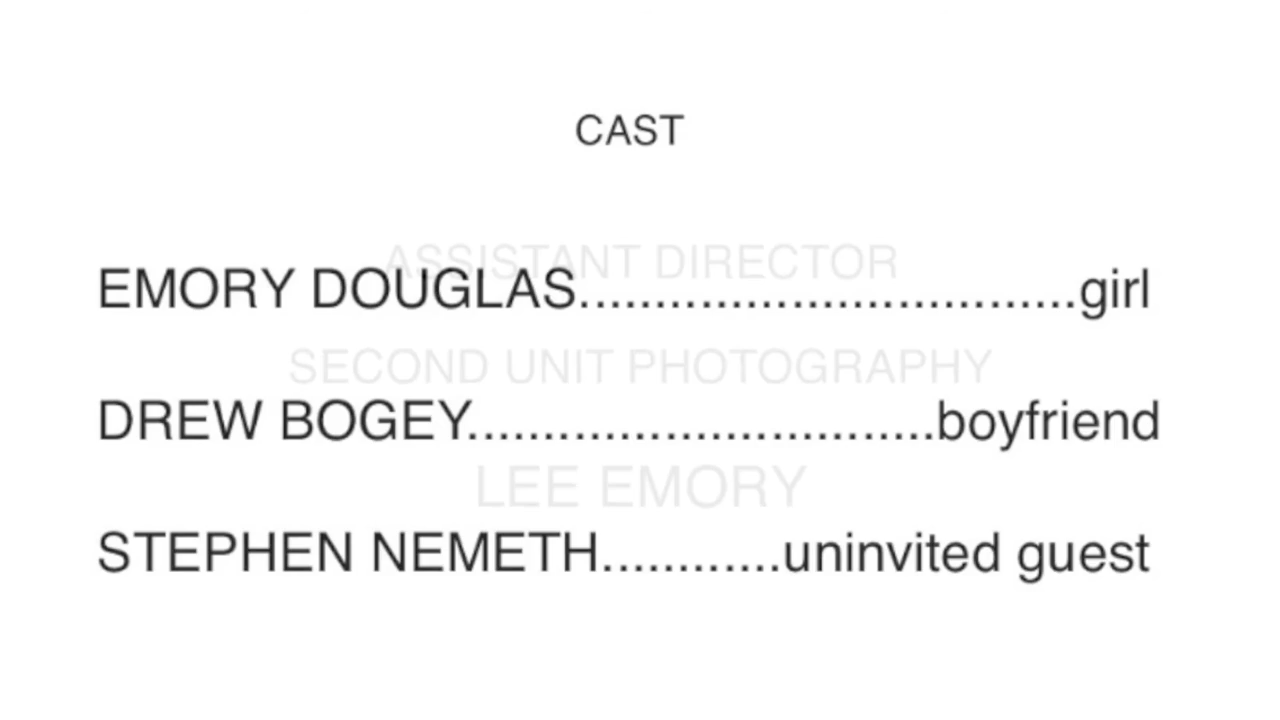 CAST
ASSISTANT DIRECTOR
EMORY DOUGLAS..................................girl
SECOND UNIT PHOTOGRAPHY
DREW BOGEY................................boyfriend
LEE EMORY
STEPHEN NEMETH............uninvited guest